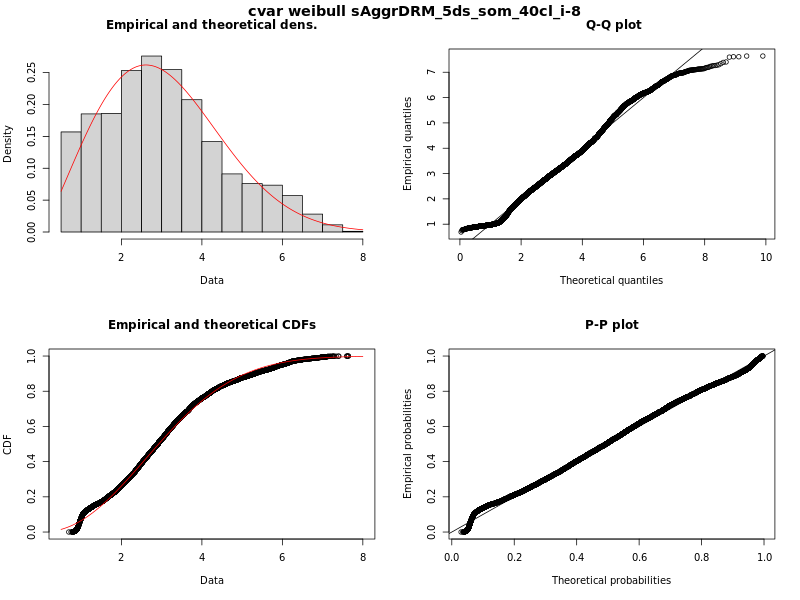 cvar weibull sAggrDRM_5ds_som_40cl_i-8
Empirical and theoretical dens.
Density
0.00 0.05 0.10 0.15 0.20 0.25
2 4 6 8
Data
Q-Q plot
Empirical quantiles
1 2 3 4 5 6 7
0 2 4 6 8 10
Theoretical quantiles
Empirical and theoretical CDFs
CDF
0.0 0.2 0.4 0.6 0.8 1.0
2 4 6 8
Data
P-P plot
Empirical probabilities
0.0 0.2 0.4 0.6 0.8 1.0
0.0 0.2 0.4 0.6 0.8 1.0
Theoretical probabilities